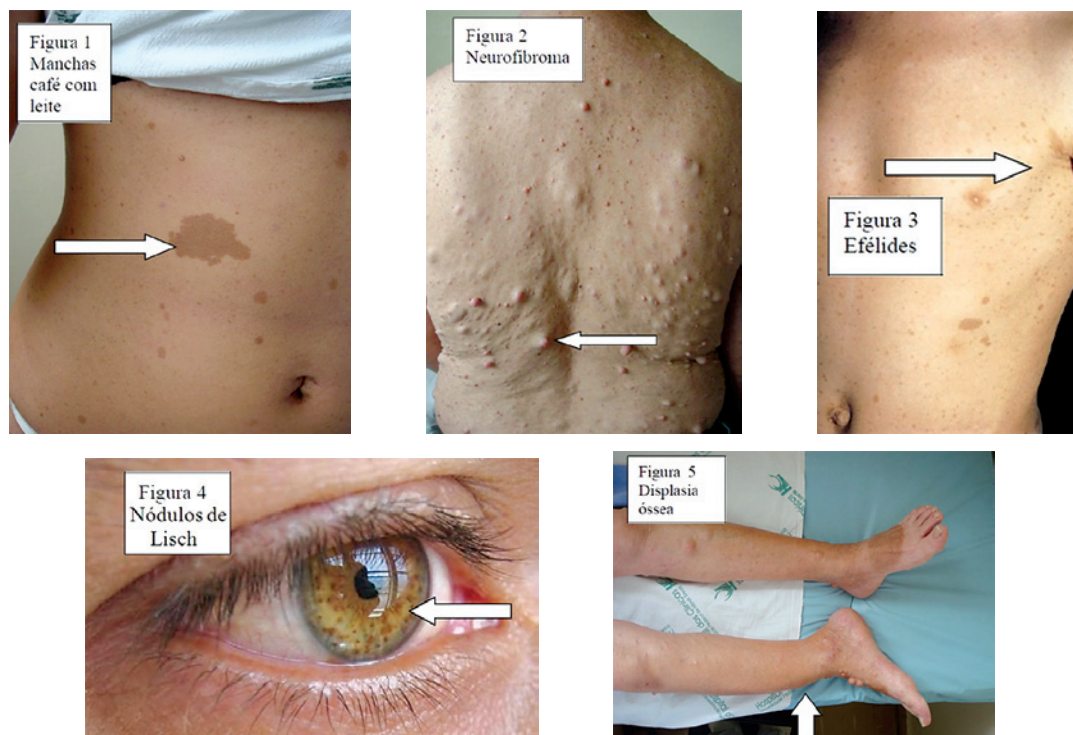 Figura 1
Manchas
café com
leite
Figura 2
Neurofibroma
Figura 3
Efélides
Figura 4
Nódulos de
Lisch
Figura 5
Displasia
óssea